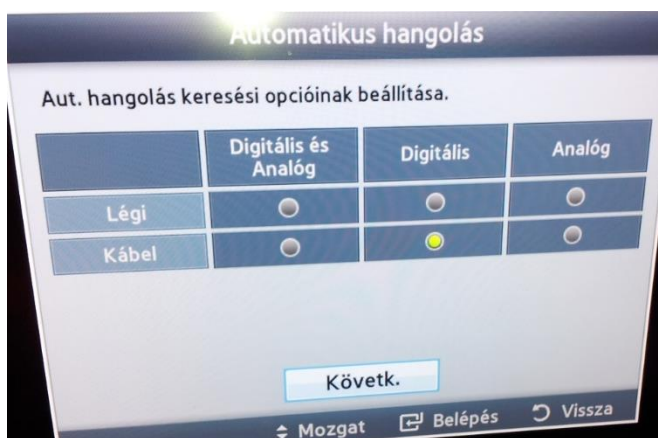 Automatikus hangolás
Aut. hangolás keresési opcióinak beállítása.
Digitális és
Analóg
Digitális
Analóg
Légi
Kábel
Követk.
Mozgat
Belépés
Vissza